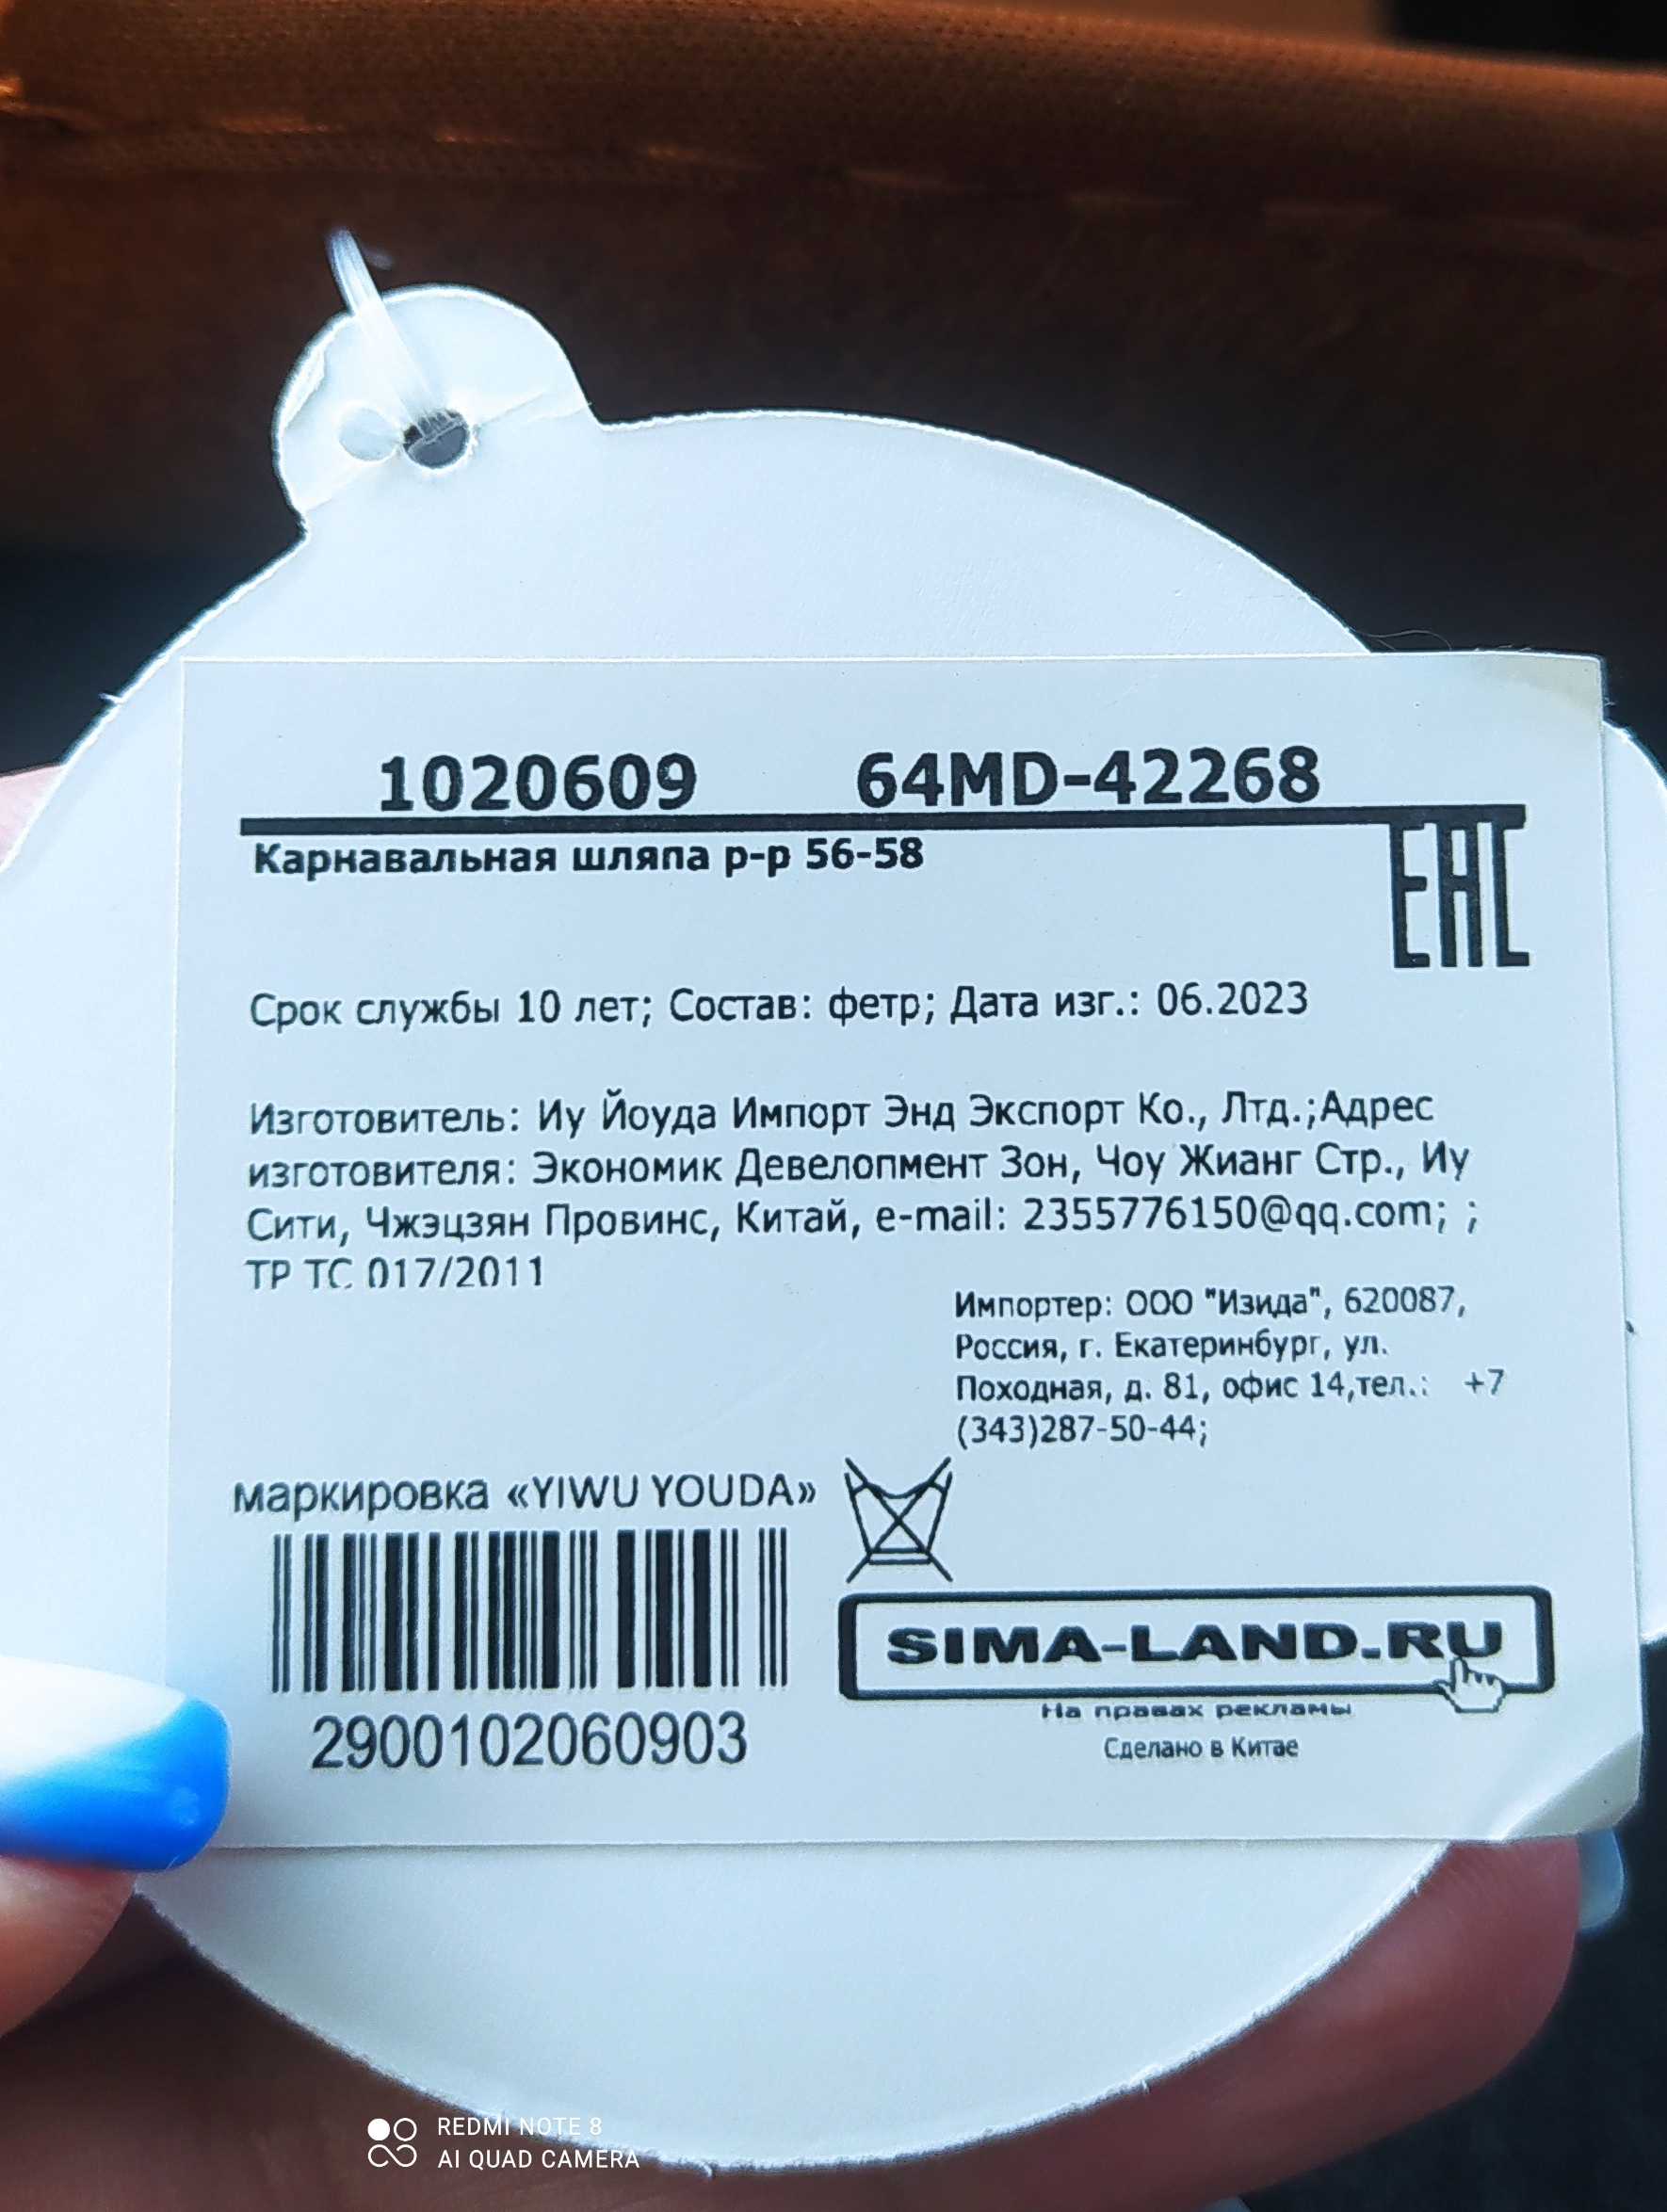 1020609 64MD-42268
EAC
Карнавальная шляпа р-р 56-58
Срок службы 10 лет; Состав: фетр; Дата изг.: 06.2023
Изготовитель: Иу Йоуда Импорт Энд Экспорт Ко., Лтд.;Адрес
изготовителя: Экономик Девелопмент Зон, Чоу Жианг Стр., Иу
Сити, Чжэцзян Провинс, Китай, e-mail: 2355776150@qq.com; ;
ТР ТС 017/2011
Импортер: ООО "Изида", 620087,
Россия, г. Екатеринбург, ул.
Походная, д. 81, офис 14,тел.: +7
(343)287-50-44;
маркировка «YIWU YOUDA»
2900102060903
SIMA-LAND.RU
На правах рекламы
Сделано в Китае
REDMI NOTE 8
AI QUAD CAMERA